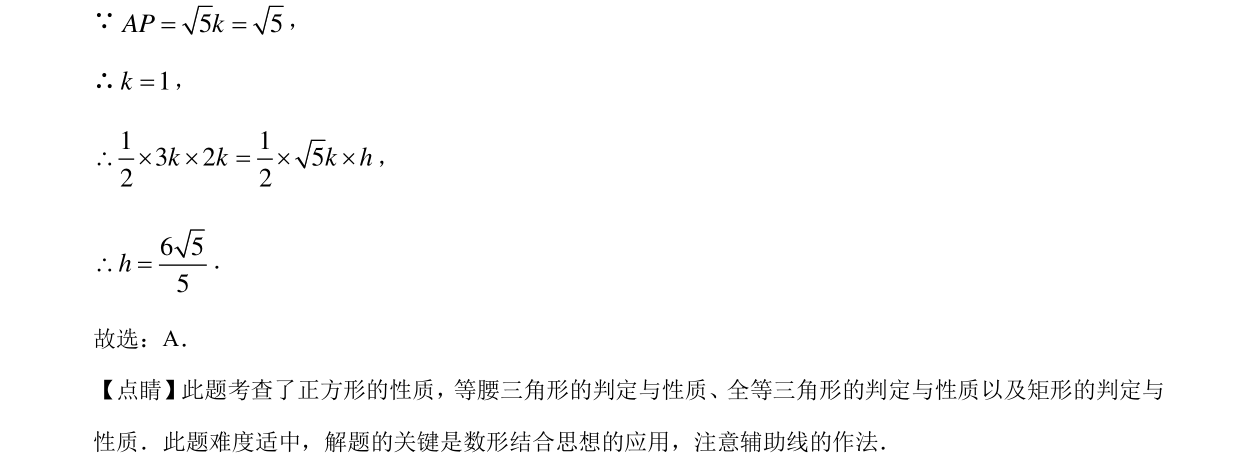 ∵ AP = √5k = √5，
∴ k = 1，
∴ 1/2 × 3k × 2k = 1/2 × √5k × h，
∴ h = 6√5/5．
故选：A．
【点睛】此题考查了正方形的性质，等腰三角形的判定与性质、全等三角形的判定与性质以及矩形的判定与
性质．此题难度适中，解题的关键是数形结合思想的应用，注意辅助线的作法．